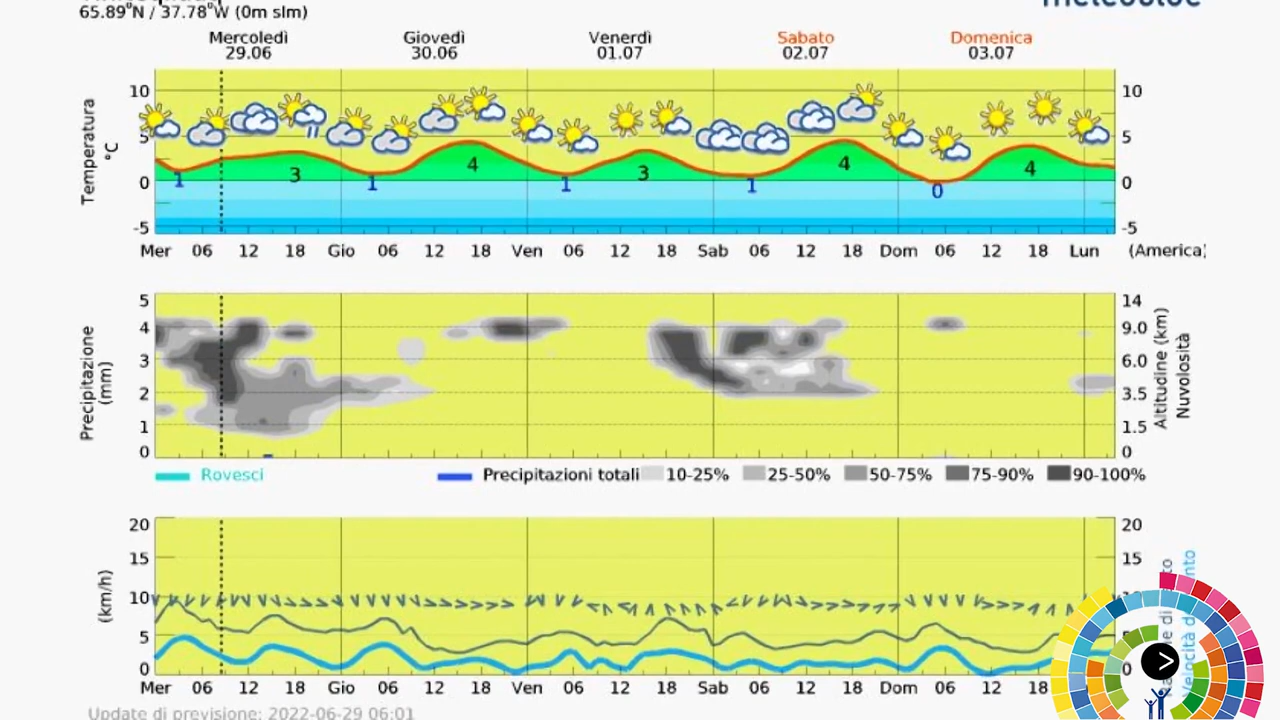 65.89°N / 37.78°W (0m slm)
Mercoledì Giovedì Venerdì Sabato Domenica
29.06 30.06 01.07 02.07 03.07
Temperatura
°C
10 10
5 5
0 0
-5 -5
1 3 1 4 1 3 1 4 0 4
Mer 06 12 18 Gio 06 12 18 Ven 06 12 18 Sab 06 12 18 Dom 06 12 18 Lun (America)
Precipitazione
(mm)
5 14
4 9.0
3 6.0
2 3.5
1 1.5
0 0
Altitudine (km)
Nuvolosità
Rovesci Precipitazioni totali 10-25% 25-50% 50-75% 75-90% 90-100%
(km/h)
20 20
15 15
10
5
0 0
Mer 06 12 18 Gio 06 12 18 Ven 06 12 18 Sab 06 12 18 Dom 06 12 18
Update di previsione: 2022-06-29 06:01